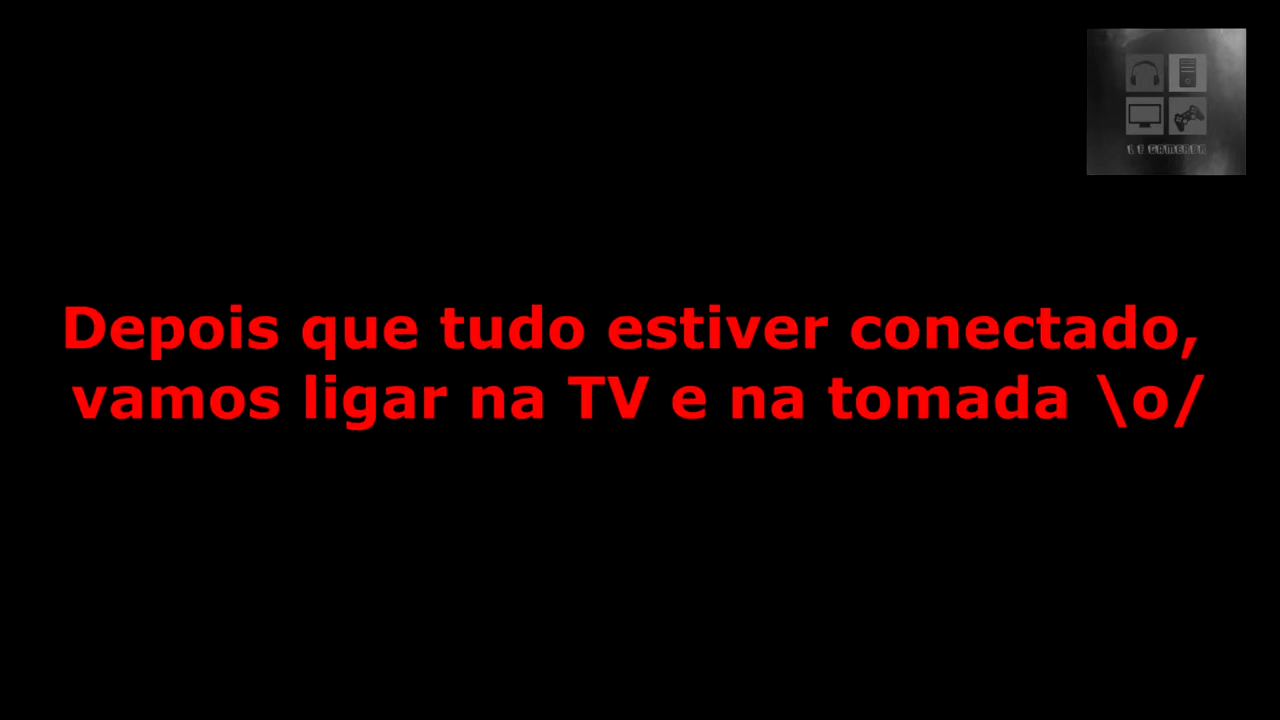 Depois que tudo estiver conectado,
vamos ligar na TV e na tomada \o/